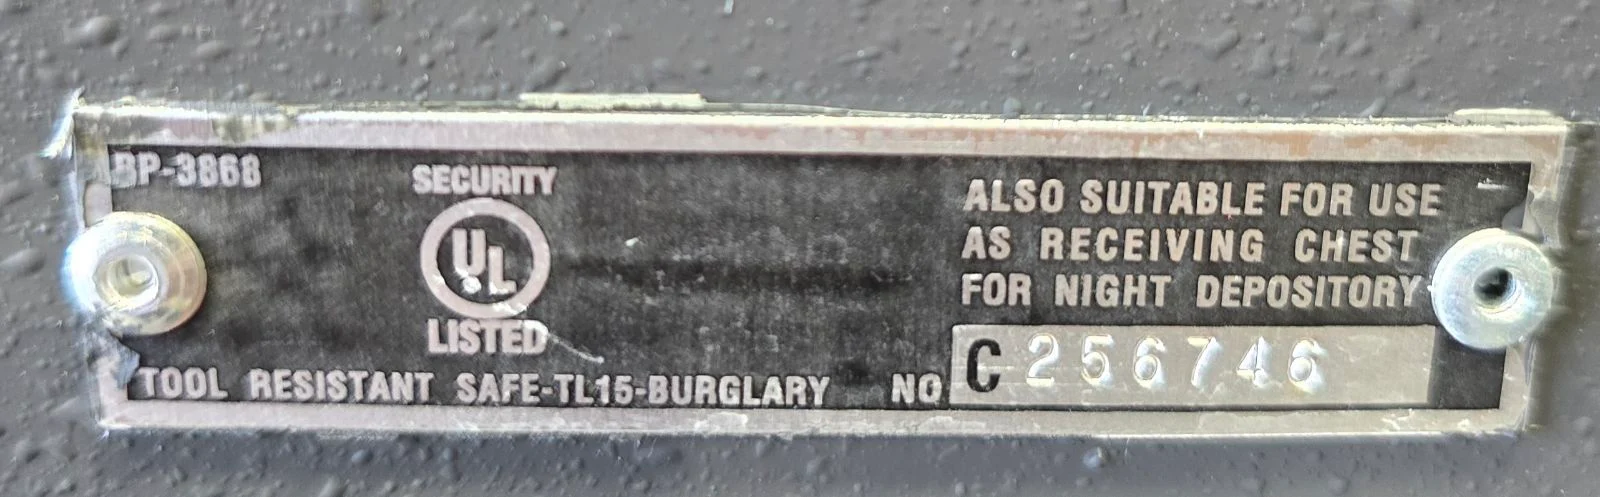 BP-3868
SECURITY
UL
LISTED
TOOL RESISTANT SAFE-TL15-BURGLARY
ALSO SUITABLE FOR USE
AS RECEIVING CHEST
FOR NIGHT DEPOSITORY
NO C 256746